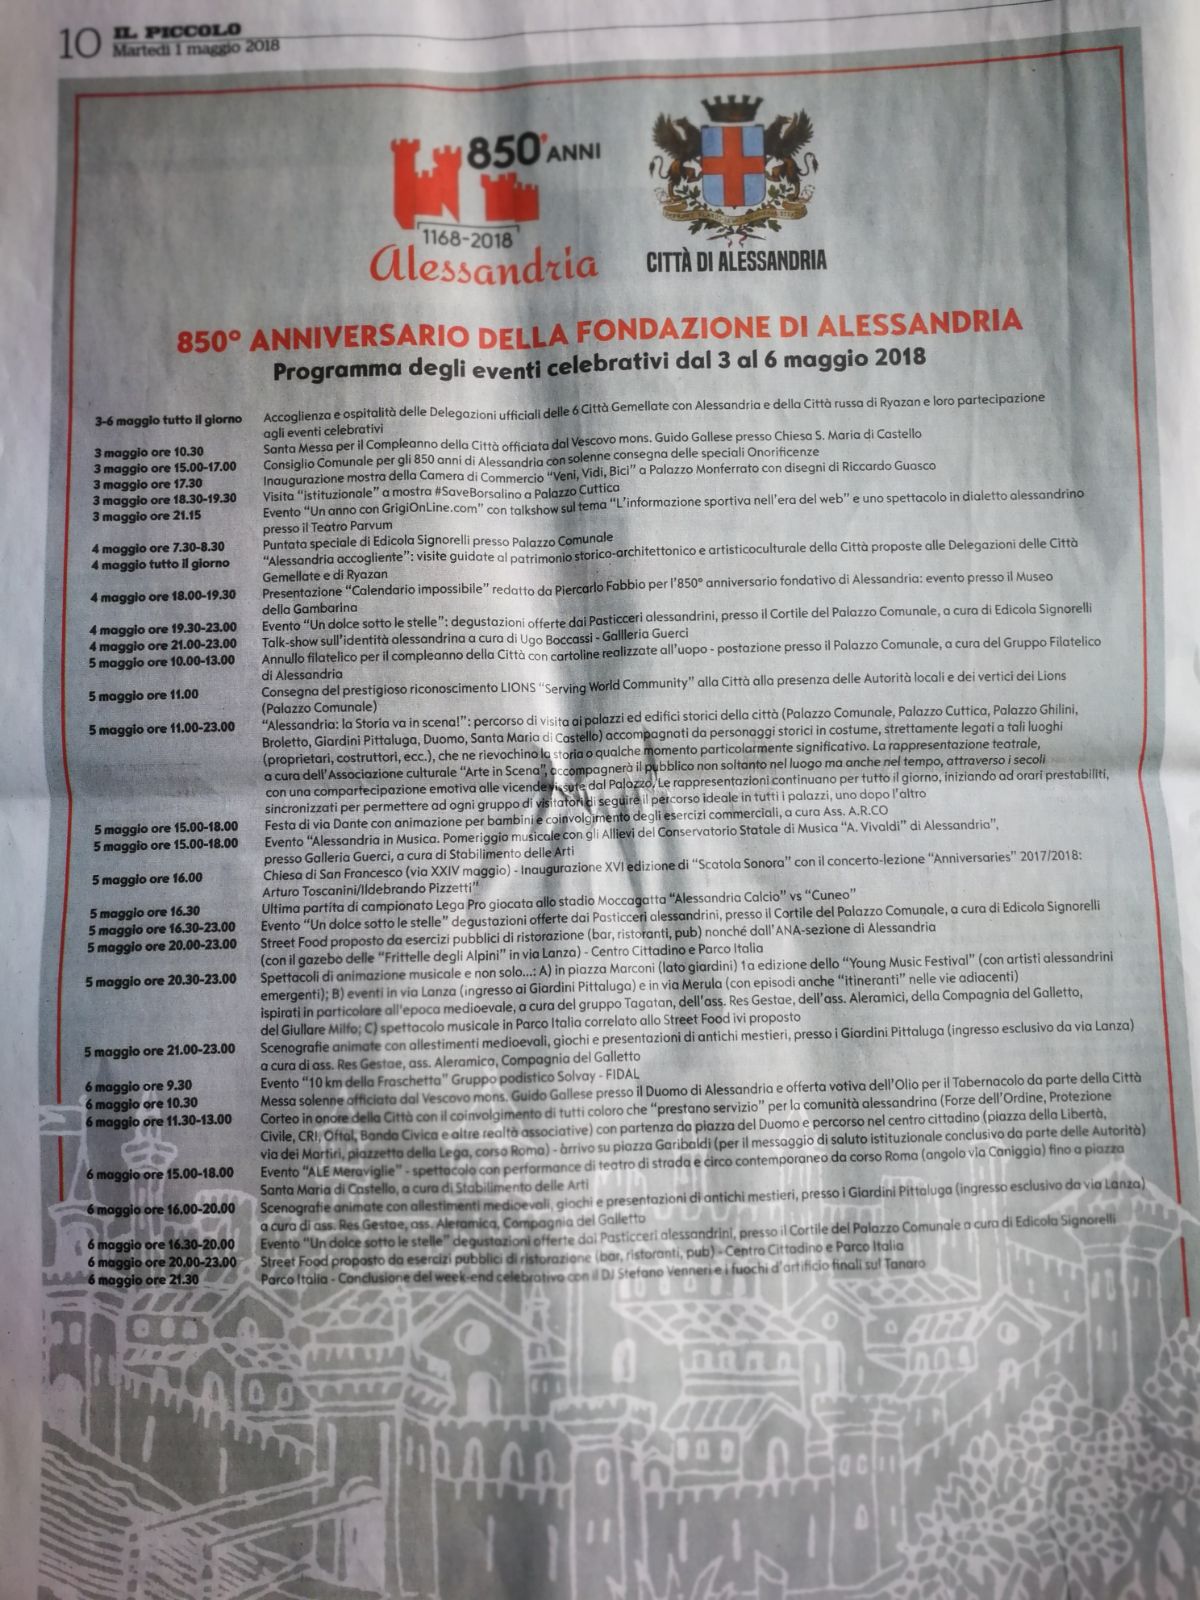 10 IL PICCOLO
Martedì 1 maggio 2018
850° ANNI
1168-2018
Alessandria
CITTÀ DI ALESSANDRIA
850° ANNIVERSARIO DELLA FONDAZIONE DI ALESSANDRIA
Programma degli eventi celebrativi dal 3 al 6 maggio 2018
3-6 maggio tutto il giorno Accoglienza e ospitalità delle Delegazioni ufficiali delle 6 Città Gemellate con Alessandria e della Città russa di Ryazan e loro partecipazione
agli eventi celebrativi
3 maggio ore 10.30 Santa Messa per il Compleanno della Città officiata dal Vescovo mons. Guido Gallese presso Chiesa S. Maria di Castello
3 maggio ore 15.00-17.00 Consiglio Comunale per gli 850 anni di Alessandria con solenne consegna delle speciali Onorificenze
3 maggio ore 17.30 Inaugurazione mostra della Camera di Commercio "Veni, Vidi, Bici" a Palazzo Monferrato con disegni di Riccardo Guasco
3 maggio ore 18.30-19.30 Visita "istituzionale" a mostra #SaveBorsalino a Palazzo Cuttica
3 maggio ore 21.15 Evento "Un anno con GrigiOnLine.com" con talkshow sul tema "L'informazione sportiva nell'era del web" e uno spettacolo in dialetto alessandrino
presso il Teatro Parvum
4 maggio ore 7.30-8.30 Puntata speciale di Edicola Signorelli presso Palazzo Comunale
4 maggio tutto il giorno "Alessandria accogliente": visite guidate al patrimonio storico-architettonico e artisticoculturale della Città proposte alle Delegazioni delle Città
Gemellate e di Ryazan
4 maggio ore 18.00-19.30 Presentazione "Calendario impossibile" redatto da Piercarlo Fabbio per l'850° anniversario fondativo di Alessandria: evento presso il Museo
della Gambarina
4 maggio ore 19.30-23.00 Evento "Un dolce sotto le stelle": degustazioni offerte dai Pasticceri alessandrini, presso il Cortile del Palazzo Comunale, a cura di Edicola Signorelli
4 maggio ore 21.00-23.00 Talk-show sull'identità alessandrina a cura di Ugo Boccassi - Gallleria Guerci
5 maggio ore 10.00-13.00 Annullo filatelico per il compleanno della Città con cartoline realizzate all'uopo - postazione presso il Palazzo Comunale, a cura del Gruppo Filatelico
di Alessandria
5 maggio ore 11.00 Consegna del prestigioso riconoscimento LIONS "Serving World Community" alla Città alla presenza delle Autorità locali e dei vertici dei Lions
(Palazzo Comunale)
5 maggio ore 11.00-23.00 "Alessandria: la Storia va in scena!": percorso di visita ai palazzi ed edifici storici della città (Palazzo Comunale, Palazzo Cuttica, Palazzo Ghilini,
Broletto, Giardini Pittaluga, Duomo, Santa Maria di Castello) accompagnati da personaggi storici in costume, strettamente legati a tali luoghi
(proprietari, costruttori, ecc.), che ne rievochino la storia o qualche momento particolarmente significativo. La rappresentazione teatrale,
a cura dell'Associazione culturale "Arte in Scena", accompagnerà il pubblico non soltanto nel luogo ma anche nel tempo, attraverso i secoli
con una compartecipazione emotiva alle vicende vissute dal Palazzo. Le rappresentazioni continuano per tutto il giorno, iniziando ad orari prestabiliti,
sincronizzati per permettere ad ogni gruppo di visitatori di seguire il percorso ideale in tutti i palazzi, uno dopo l'altro
5 maggio ore 15.00-18.00 Festa di via Dante con animazione per bambini e coinvolgimento degli esercizi commerciali, a cura Ass. A.R.CO
5 maggio ore 15.00-18.00 Evento "Alessandria in Musica. Pomeriggio musicale con gli Allievi del Conservatorio Statale di Musica "A. Vivaldi" di Alessandria",
presso Galleria Guerci, a cura di Stabilimento delle Arti
5 maggio ore 16.00 Chiesa di San Francesco (via XXIV maggio) - Inaugurazione XVI edizione di "Scatola Sonora" con il concerto-lezione "Anniversaries" 2017/2018:
Arturo Toscanini/Ildebrando Pizzetti"
5 maggio ore 16.30 Ultima partita di campionato Lega Pro giocata allo stadio Moccagatta "Alessandria Calcio" vs "Cuneo"
5 maggio ore 16.30-23.00 Evento "Un dolce sotto le stelle" degustazioni offerte dai Pasticceri alessandrini, presso il Cortile del Palazzo Comunale, a cura di Edicola Signorelli
5 maggio ore 20.00-23.00 Street Food proposto da esercizi pubblici di ristorazione (bar, ristoranti, pub) nonché dall'ANA-sezione di Alessandria
(con il gazebo delle "Frittelle degli Alpini" in via Lanza) - Centro Cittadino e Parco Italia
5 maggio ore 20.30-23.00 Spettacoli di animazione musicale e non solo...: A) in piazza Marconi (lato giardini) 1a edizione dello "Young Music Festival" (con artisti alessandrini
emergenti); B) eventi in via Lanza (ingresso ai Giardini Pittaluga) e in via Merula (con episodi anche "Itineranti" nelle vie adiacenti)
ispirati in particolare all'epoca medioevale, a cura del gruppo Tagatan, dell'ass. Res Gestae, dell'ass. Aleramici, della Compagnia del Galletto,
del Giullare Milfo; C) spettacolo musicale in Parco Italia correlato allo Street Food ivi proposto
5 maggio ore 21.00-23.00 Scenografie animate con allestimenti medioevali, giochi e presentazioni di antichi mestieri, presso i Giardini Pittaluga (ingresso esclusivo da via Lanza)
a cura di ass. Res Gestae, ass. Aleramica, Compagnia del Galletto
6 maggio ore 9.30 Evento "10 km della Fraschetta" Gruppo podistico Solvay - FIDAL
6 maggio ore 10.30 Messa solenne officiata dal Vescovo mons. Guido Gallese presso il Duomo di Alessandria e offerta votiva dell'Olio per il Tabernacolo da parte della Città
6 maggio ore 11.30-13.00 Corteo in onore della Città con il coinvolgimento di tutti coloro che "prestano servizio" per la comunità alessandrina (Forze dell'Ordine, Protezione
Civile, CRI, Oftal, Banda Civica e altre realtà associative) con partenza da piazza del Duomo e percorso nel centro cittadino (piazza della Libertà,
via dei Martiri, piazzetta della Lega, corso Roma) - arrivo su piazza Garibaldi (per il messaggio di saluto istituzionale conclusivo da parte delle Autorità)
6 maggio ore 15.00-18.00 Evento "ALE Meraviglie" - spettacolo con performance di teatro di strada e circo contemporaneo da corso Roma (angolo via Caniggia) fino a piazza
Santa Maria di Castello, a cura di Stabilimento delle Arti
6 maggio ore 16.00-20.00 Scenografie animate con allestimenti medioevali, giochi e presentazioni di antichi mestieri, presso i Giardini Pittaluga (ingresso esclusivo da via Lanza)
a cura di ass. Res Gestae, ass. Aleramica, Compagnia del Galletto
6 maggio ore 16.30-20.00 Evento "Un dolce sotto le stelle" degustazioni offerte dai Pasticceri alessandrini, presso il Cortile del Palazzo Comunale a cura di Edicola Signorelli
6 maggio ore 20.00-23.00 Street Food proposto da esercizi pubblici di ristorazione (bar, ristoranti, pub) - Centro Cittadino e Parco Italia
6 maggio ore 21.30 Parco Italia - Conclusione del week-end celebrativo con il DJ Stefano Venneri e i fuochi d'artificio finali sul Tanaro